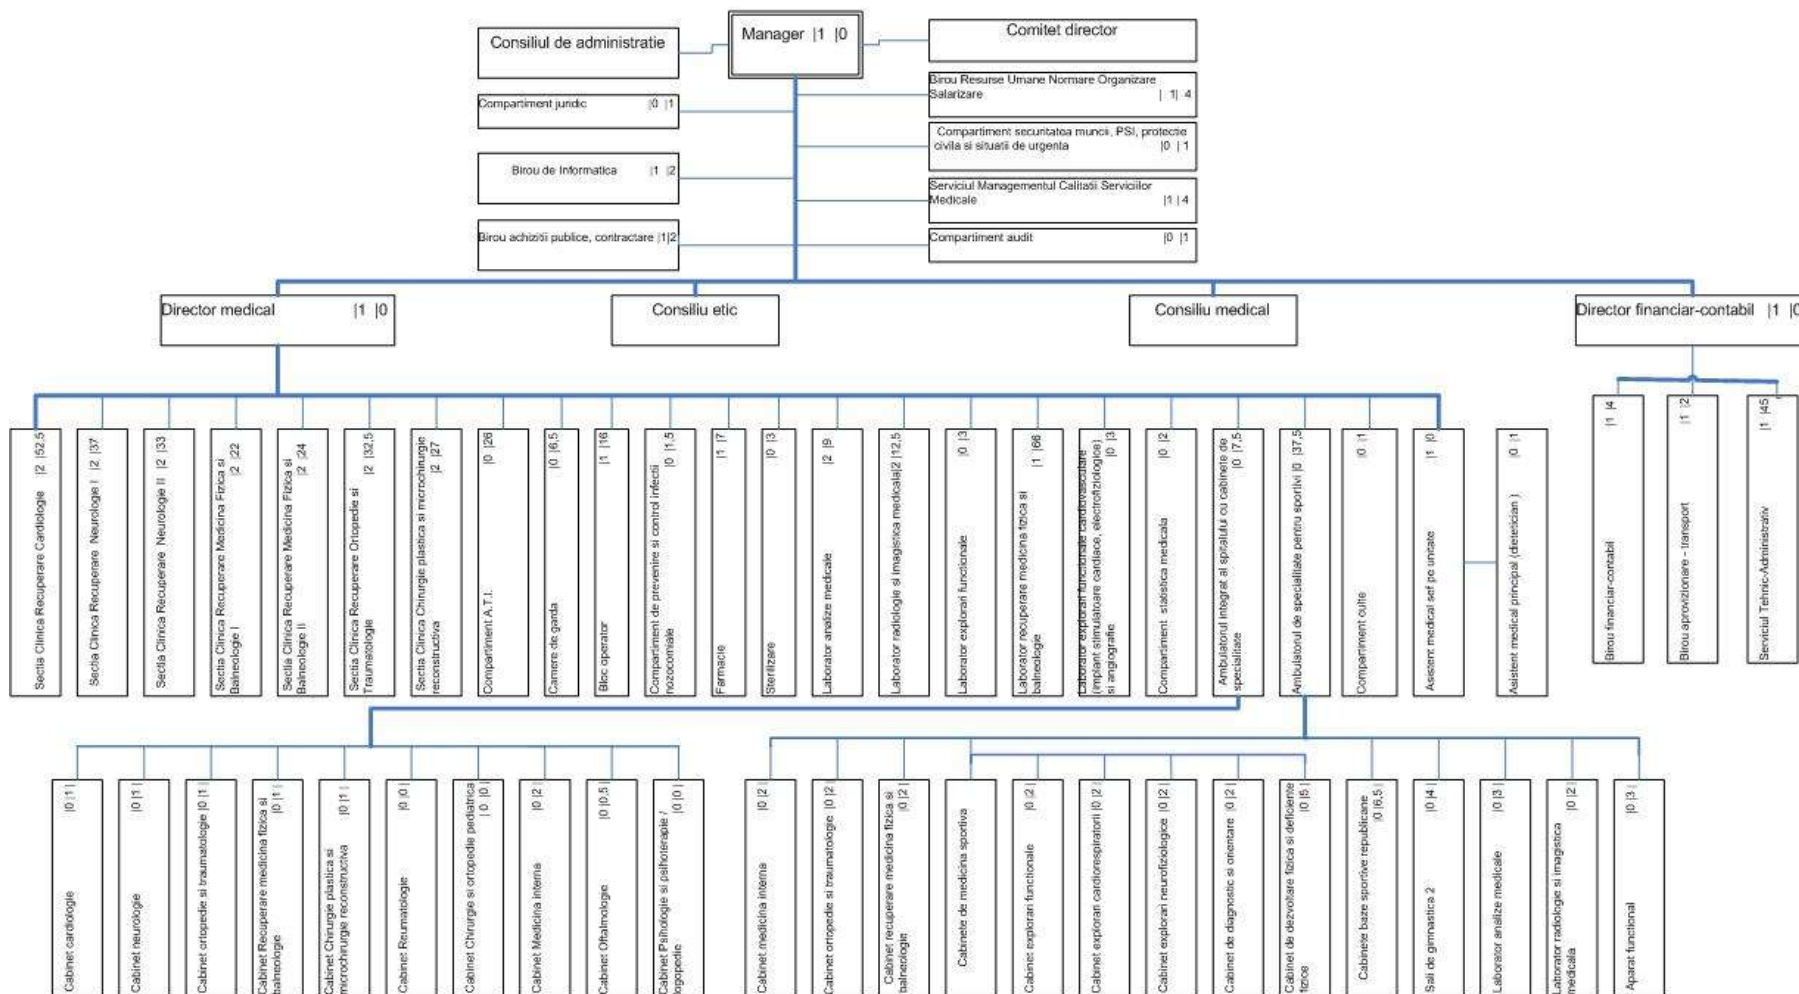 Consiliul de administratie
Manager |1 |0
Comitet director
Compartiment juridic |0 |1
Birou Resurse Umane Normare Organizare
Salarizare | 1| 4
Compartiment securitatea muncii, PSI, protectie
civila si situatii de urgenta |0 | 1
Birou de Informatica |1 |2
Serviciul Managementul Calitatii Serviciilor
Medicale |1 | 4
Birou achizitii publice, contractare |1|2
Compartiment audit |0 |1
Director medical |1 |0
Consiliu etic
Consiliu medical
Director financiar-contabil |1 |0
Sectia Clinica Recuperare Cardiologie |2 |52,5
Sectia Clinica Recuperare Neurologie I |2 |37
Sectia Clinica Recuperare Neurologie II |2 |33
Sectia Clinica Recuperare Medicina Fizica si
Balneologie I |2 |22
Sectia Clinica Recuperare Medicina Fizica si
Balneologie II |2 |24
Sectia Clinica Recuperare Ortopedie si
Traumatologie |2 |32,5
Sectia Clinica Chirurgie plastica si microchirurgie
reconstructiva |2 |27
Compartiment A.T.I. |0 |26
Camere de garda |0 |6,5
Bloc operator |1 |16
Compartiment de prevenire si control infectii
nozocomiale |0 |1,5
Farmacie |1 |7
Sterilizare |0 |3
Laborator analize medicale |2 |9
Laborator radiologie si imagistica medicala|2 |12,5
Laborator explorari functionale |0 |3
Laborator recuperare medicina fizica si
balneologie |1 |66
Laborator explorari functionale cardiovasculare
(implant stimulatoare cardiace, electrofiziologice)
si angiografie |0 |3
Compartiment statistica medicala |0 |2
Ambulatoriul integrat al spitalului cu cabinete de
specialitate |0 |7,5
Ambulatoriul de specialitate pentru sportivi |0 |37,5
Compartiment culte |0 |1
Asistent medical sef pe unitate |1 |0
Asistent medical principal (dietetician ) |0 |1
Birou financiar-contabil |1 |4
Birou aprovizionare - transport |1 |2
Serviciul Tehnic-Administrativ |1 |45
Cabinet cardiologie |0 |1 |
Cabinet neurologie |0 |1 |
Cabinet ortopedie si traumatologie |0 |1 |
Cabinet Recuperare medicina fizica si
balneologie |0 |1 |
Cabinet Chirurgie plastica si
microchirurgie reconstructiva |0 |1 |
Cabinet Reumatologie |0 |0 |
Cabinet Chirurgie si ortopedie pediatrica
| 0 |0 |
Cabinet Medicina interna |0 |2 |
Cabinet Oftalmologie |0 |0,5 |
Cabinet Psihologie si psihoterapie /
logopedie |0 |0 |
Cabinet medicina interna |0 |2 |
Cabinet ortopedie si traumatologie |0 |2 |
Cabinet recuperare medicina fizica si
balneologie |0 |2 |
Cabinete de medicina sportiva
Cabinet explorari functionale |0 |2 |
Cabinet explorari cardiorespiratorii |0 |2 |
Cabinet explorari neurofiziologice |0 |2 |
Cabinet de diagnostic si orientare |0 |2 |
Cabinet de dezvoltare fizica si deficiente
fizice |0 |5 |
Cabinete baze sportive republicane
|0 |6,5 |
Sali de gimnastica 2 |0 |4 |
Laborator analize medicale |0 |3 |
Laborator radiologie si imagistica
medicala |0 |2 |
Aparat functional |0 |3 |